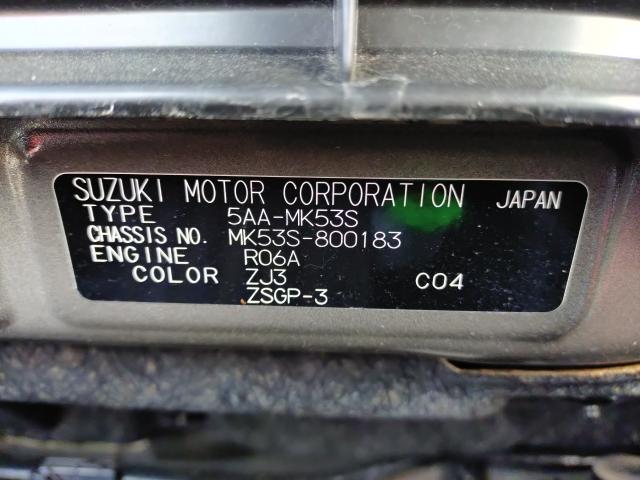 SUZUKI MOTOR CORPORATION JAPAN
TYPE 5AA-MK53S
CHASSIS NO. MK53S-800183
ENGINE R06A
COLOR ZJ3 C04
ZSGP-3